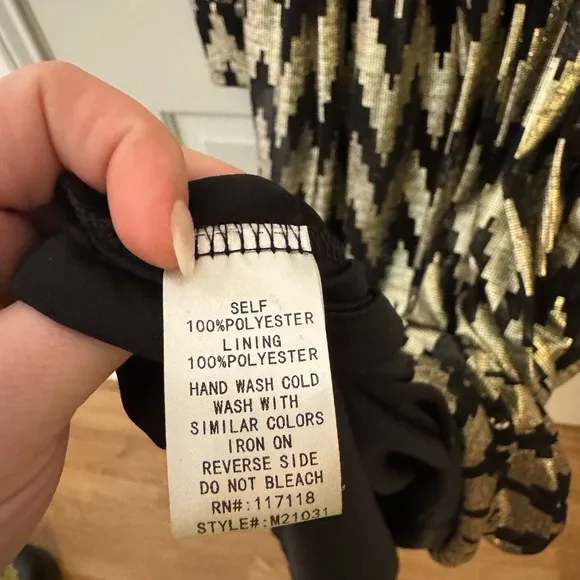 SELF
100%POLYESTER
LINING
100%POLYESTER
HAND WASH COLD
WASH WITH
SIMILAR COLORS
IRON ON
REVERSE SIDE
DO NOT BLEACH
RN#:117118
STYLE#:M21031